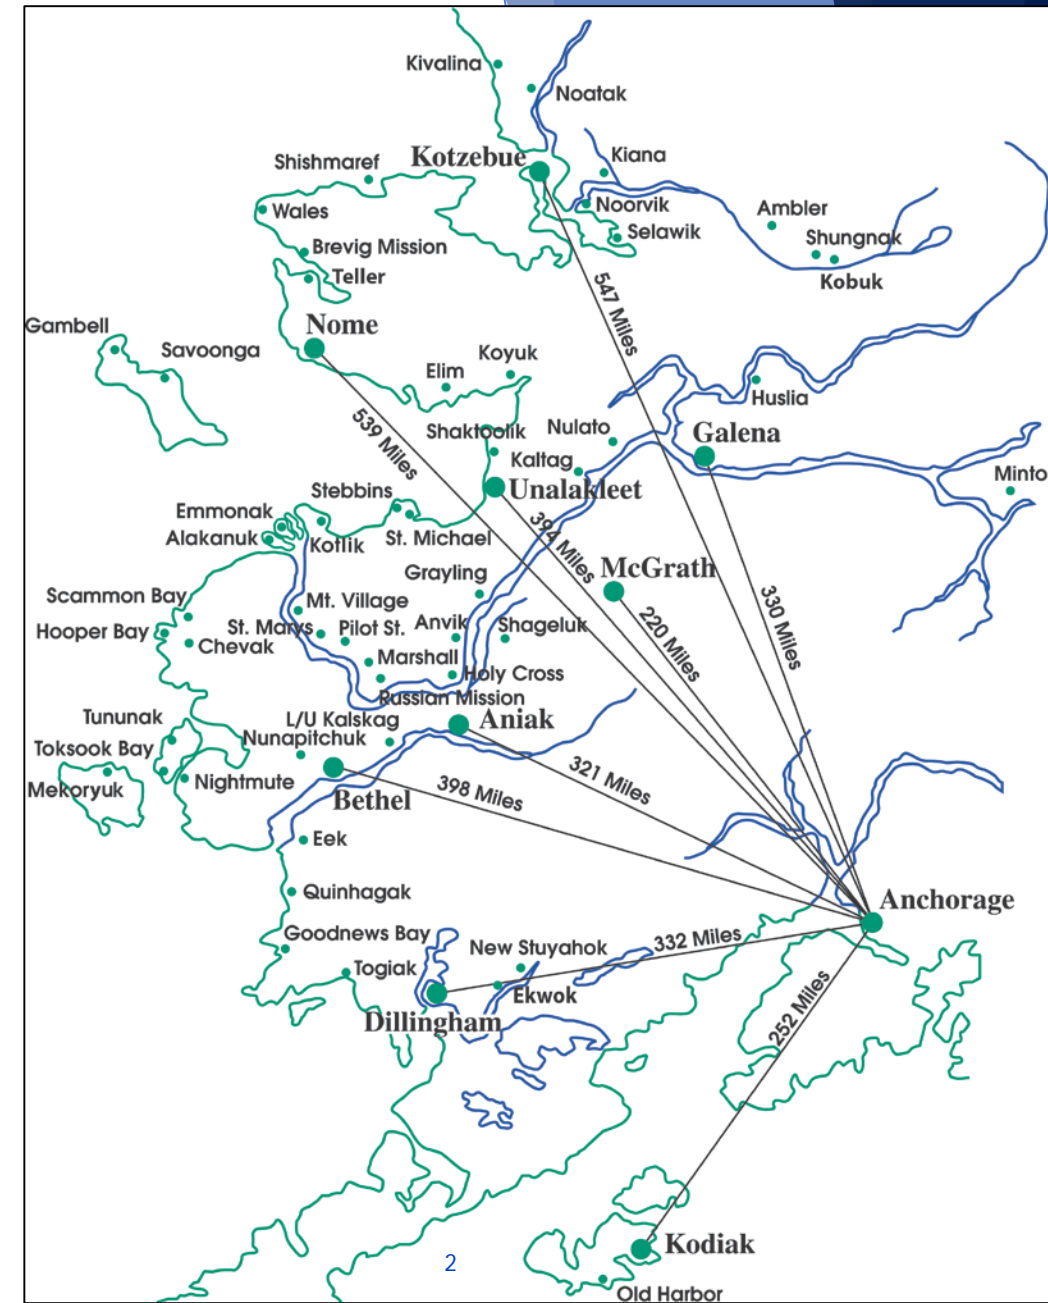 Kivalina
Noatak
Kotzebue
Kiana
Shishmaref
Noorvik
Wales
Ambler
Selawik
Shungnak
Brevig Mission
Teller
Kobuk
547 Miles
Nome
Gambell
Savoonga
Koyuk
Elim
Huslia
539 Miles
Shaktoolik
Nulato
Galena
Kaltag
Minto
Unalakleet
Stebbins
Emmonak
Alakanuk
Kotlik
St. Michael
394 Miles
McGrath
Grayling
Scammon Bay
Mt. Village
330 Miles
Hooper Bay
St. Marys
Pilot St.
Anvik
Shageluk
220 Miles
Chevak
Marshall
Holy Cross
Russian Mission
Tununak
L/U Kalskag
Aniak
Nunapitchuk
Toksook Bay
Nightmute
Mekoryuk
321 Miles
398 Miles
Bethel
Eek
Quinhagak
Anchorage
Goodnews Bay
New Stuyahok
332 Miles
Togiak
Ekwok
Dillingham
252 Miles
Kodiak
2
Old Harbor